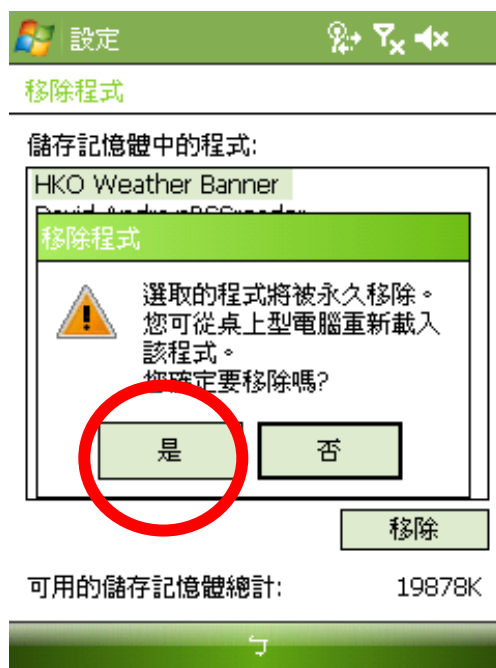 設定
移除程式
儲存記憶體中的程式:
HKO Weather Banner
移除程式
選取的程式將被永久移除。
您可從桌上型電腦重新載入
該程式。
您確定要移除嗎?
是
否
移除
可用的儲存記憶體總計: 19878K